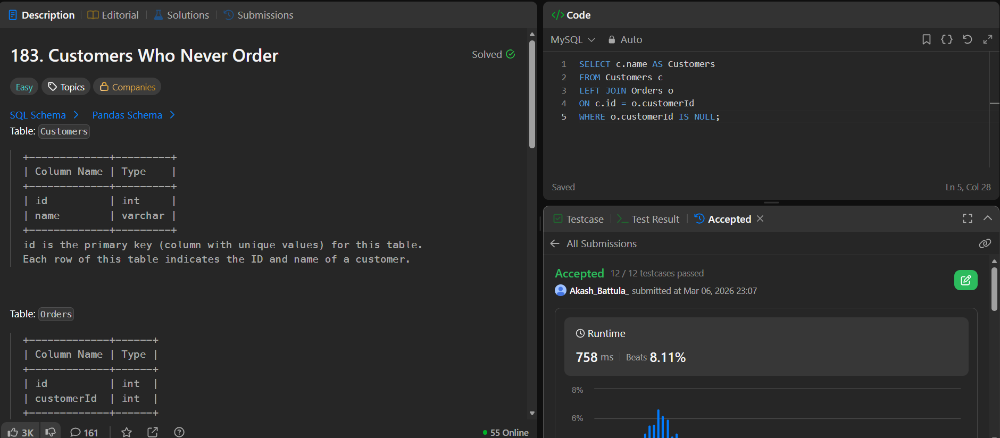 Description | Editorial | Solutions | Submissions
183. Customers Who Never Order
Solved
Easy Topics Companies
SQL Schema > Pandas Schema >
Table: Customers
+-------------+---------+
| Column Name | Type    |
+-------------+---------+
| id          | int     |
| name        | varchar |
+-------------+---------+
id is the primary key (column with unique values) for this table.
Each row of this table indicates the ID and name of a customer.
Table: Orders
+-------------+------+
| Column Name | Type |
+-------------+------+
| id          | int  |
| customerId  | int  |
+-------------+------+
3K 161 55 Online
</> Code
MySQL Auto
1 SELECT c.name AS Customers
2 FROM Customers c
3 LEFT JOIN Orders o
4 ON c.id = o.customerId
5 WHERE o.customerId IS NULL;
Saved Ln 5, Col 28
Testcase | Test Result | Accepted
All Submissions
Accepted 12 / 12 testcases passed
Akash_Battula_ submitted at Mar 06, 2026 23:07
Runtime
758 ms | Beats 8.11%
8%
6%